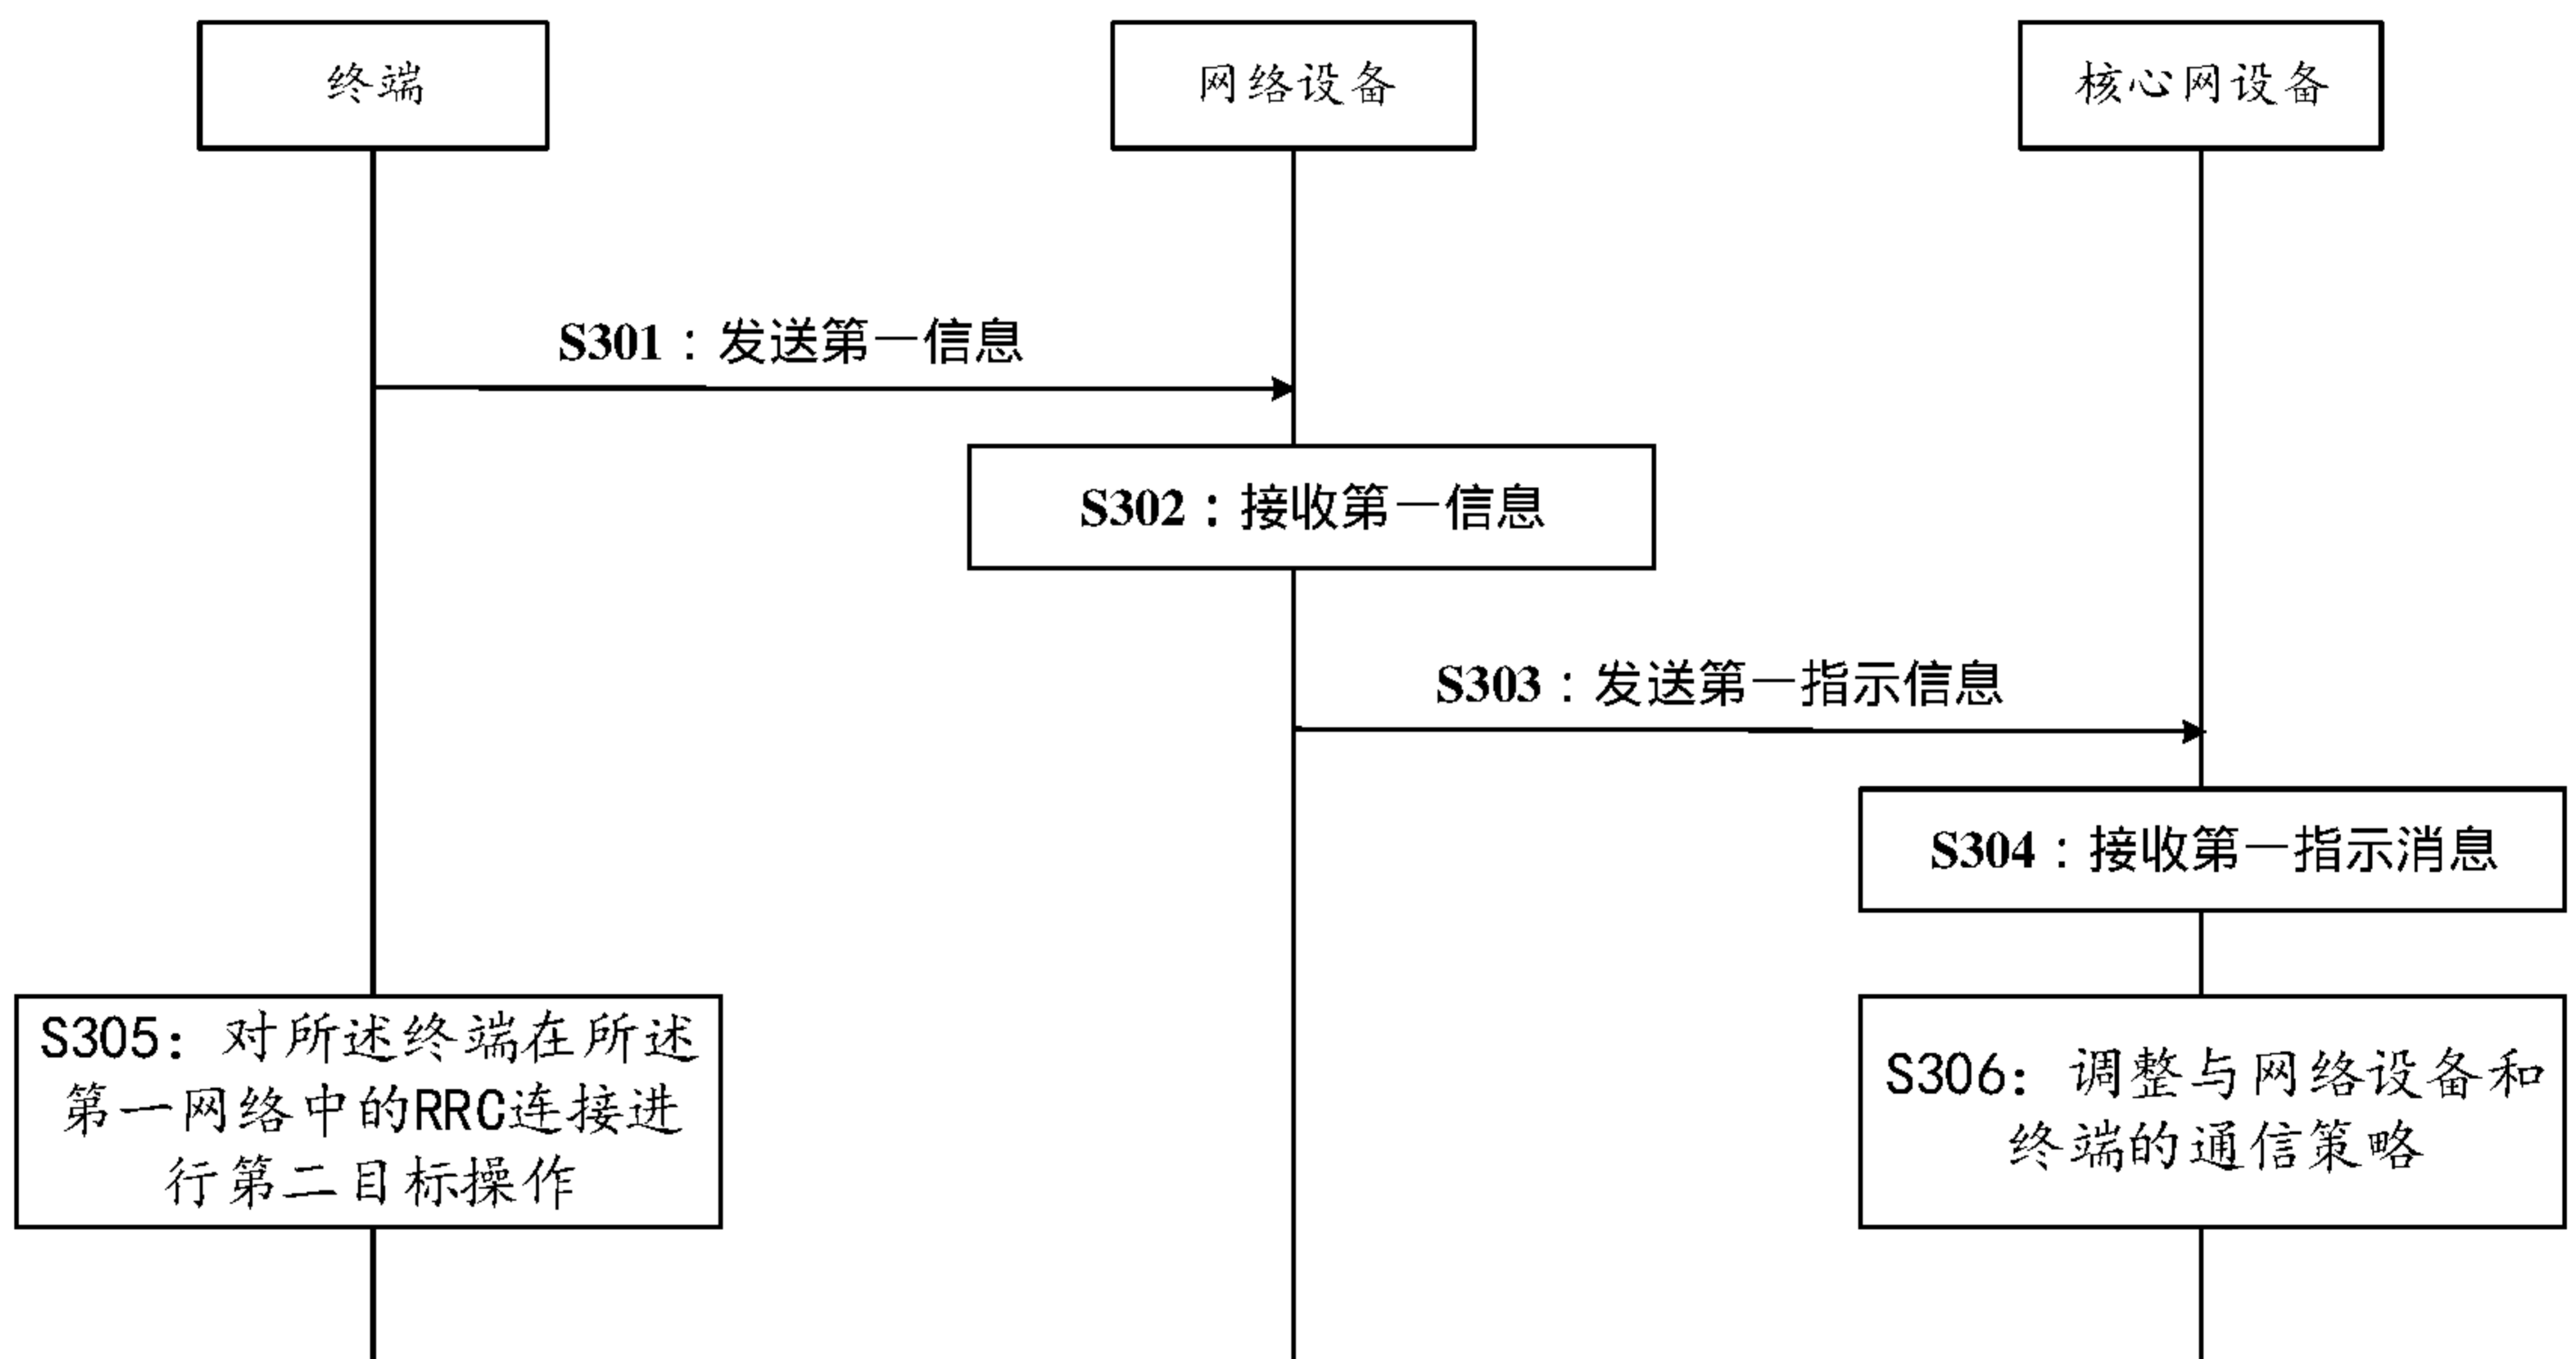 终端
网络设备
核心网设备
S301：发送第一信息
S302：接收第一信息
S303：发送第一指示信息
S304：接收第一指示消息
S305：对所述终端在所述
第一网络中的RRC连接进
行第二目标操作
S306：调整与网络设备和
终端的通信策略